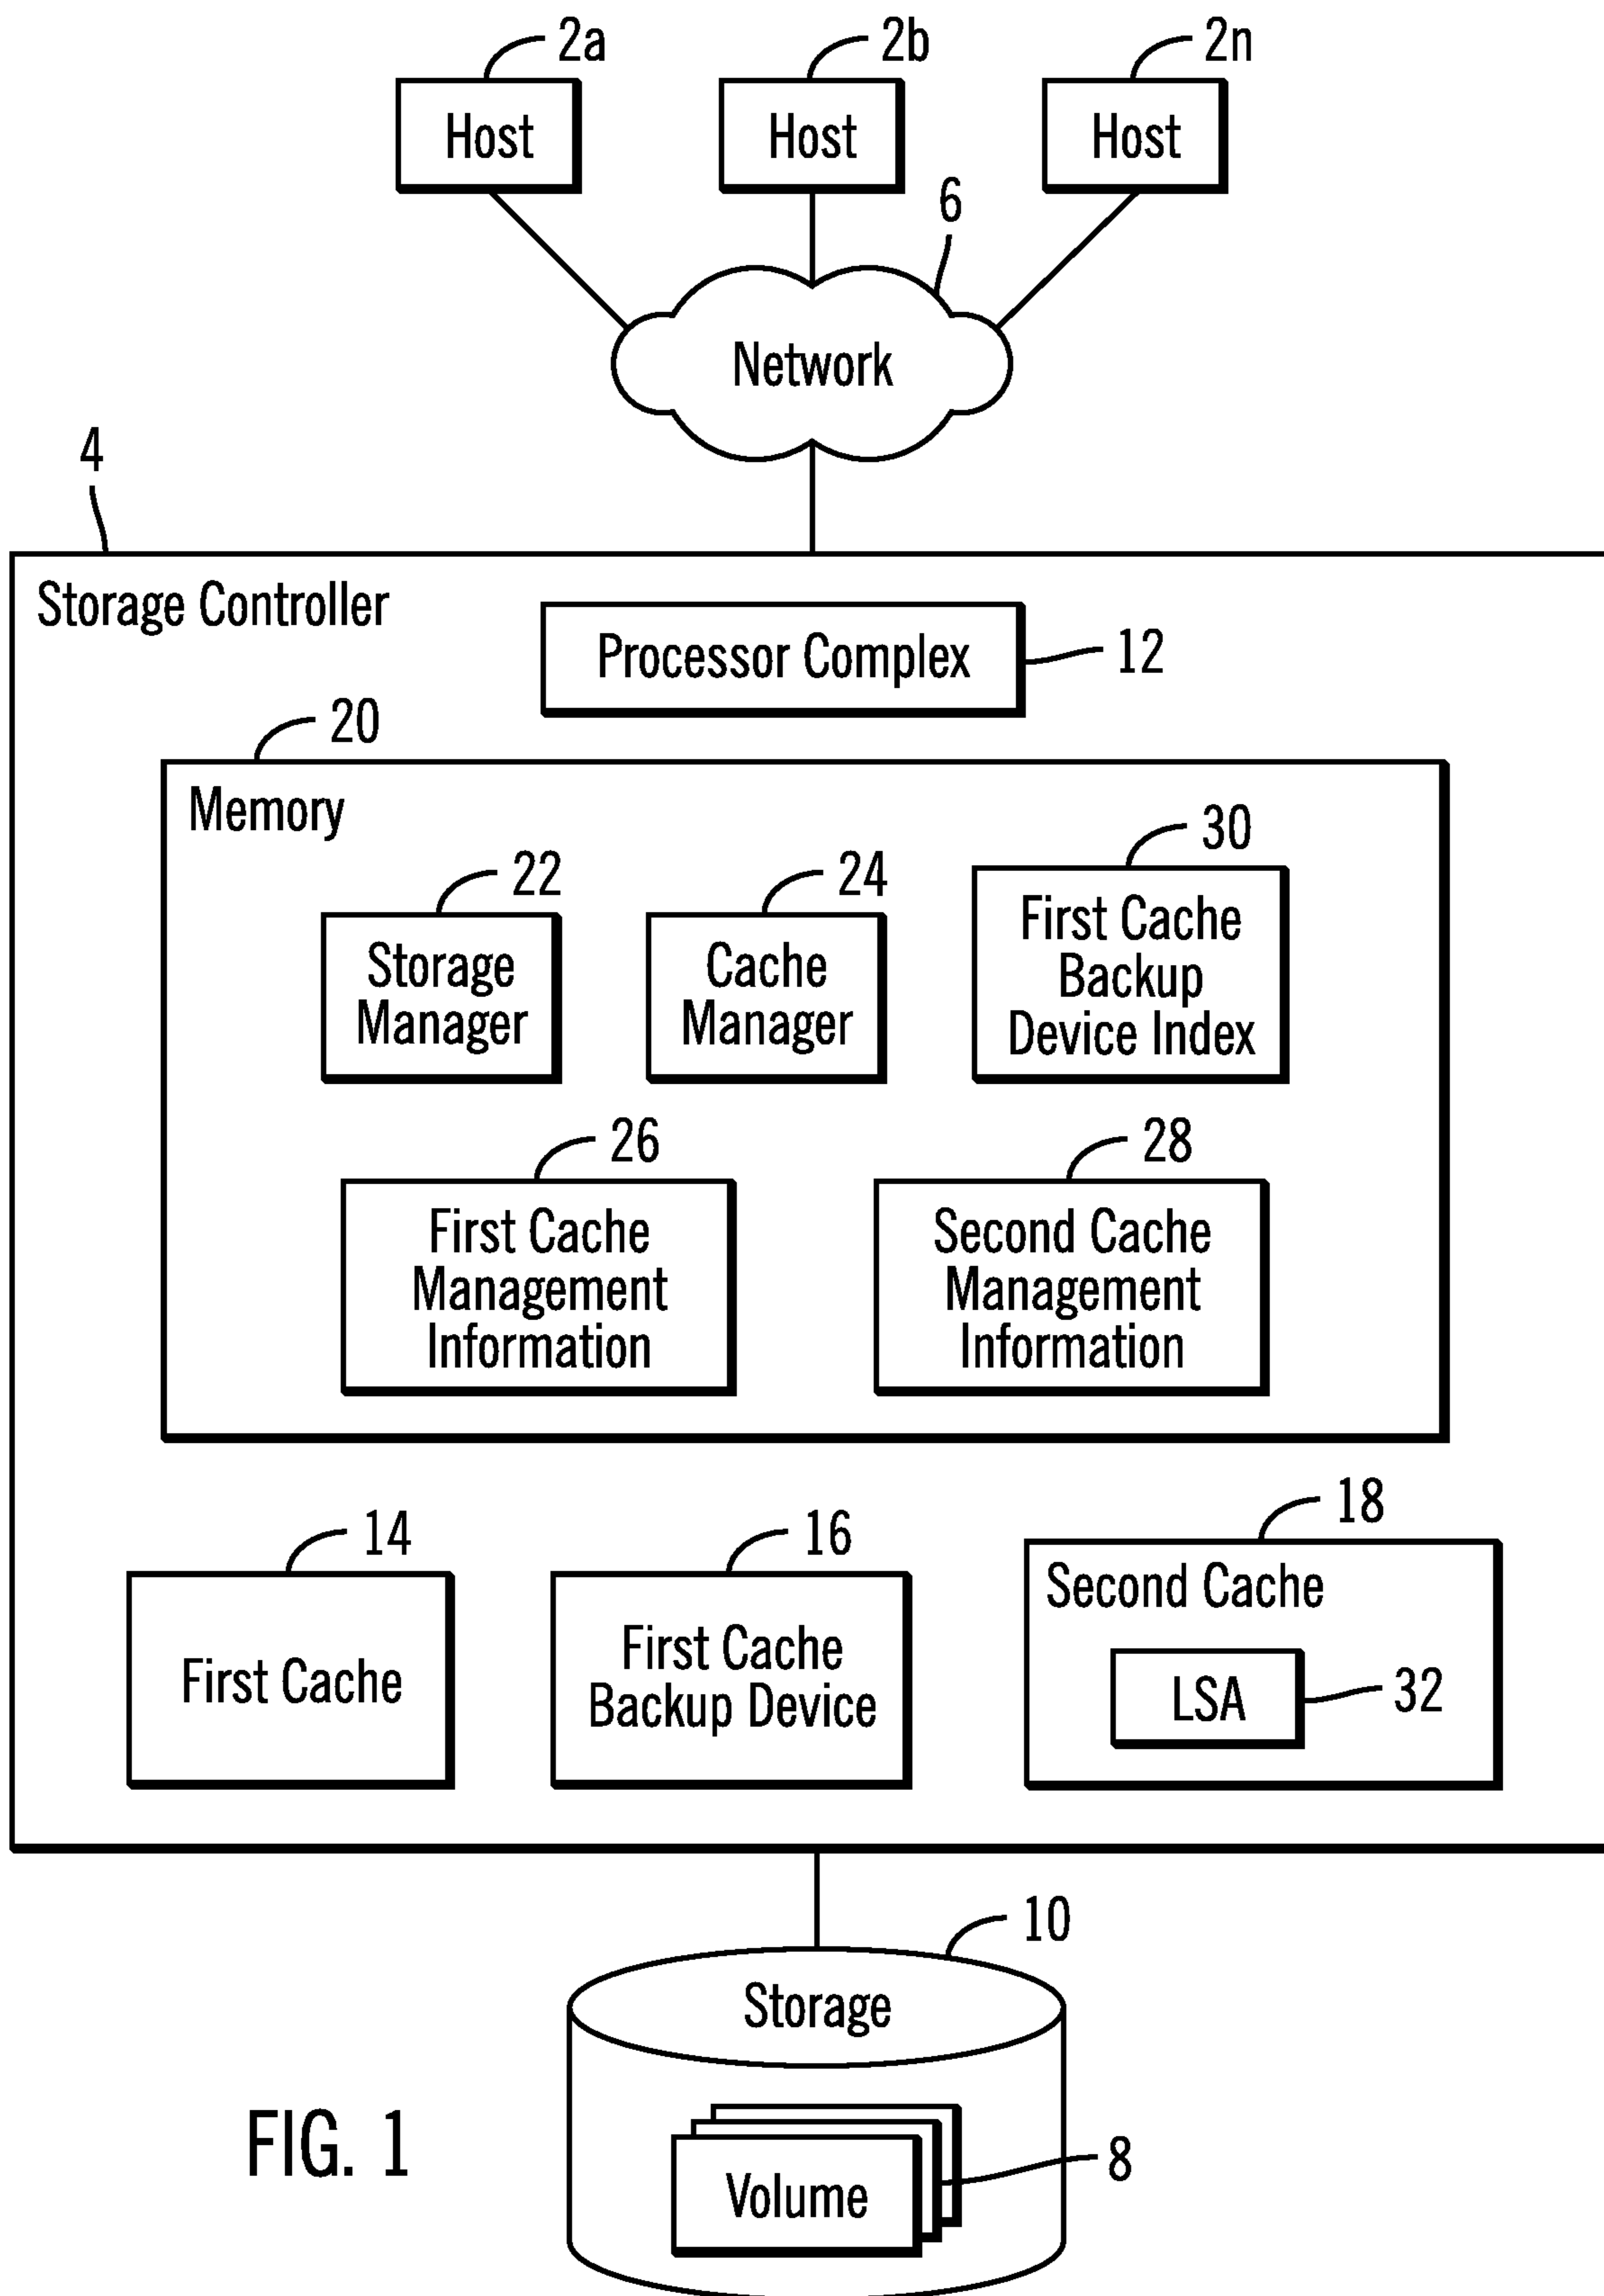 2a
2b
2n
Host
Host
Host
6
Network
4
Storage Controller
Processor Complex
12
20
Memory
22
24
30
Storage
Manager
Cache
Manager
First Cache
Backup
Device Index
26
28
First Cache
Management
Information
Second Cache
Management
Information
14
16
18
First Cache
First Cache
Backup Device
Second Cache
LSA
32
10
Storage
Volume
8
FIG. 1